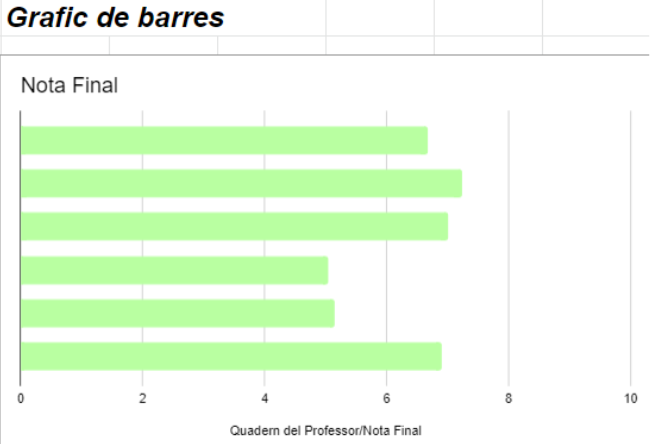 Grafic de barres
Nota Final
0 2 4 6 8 10
Quadern del Professor/Nota Final